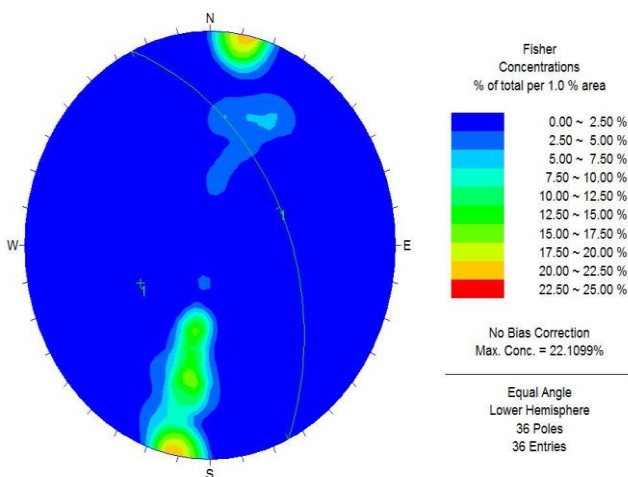 N
W
E
S
1
1
Fisher
Concentrations
% of total per 1.0 % area
0.00 ~ 2.50 %
2.50 ~ 5.00 %
5.00 ~ 7.50 %
7.50 ~ 10.00 %
10.00 ~ 12.50 %
12.50 ~ 15.00 %
15.00 ~ 17.50 %
17.50 ~ 20.00 %
20.00 ~ 22.50 %
22.50 ~ 25.00 %
No Bias Correction
Max. Conc. = 22.1099%
Equal Angle
Lower Hemisphere
36 Poles
36 Entries